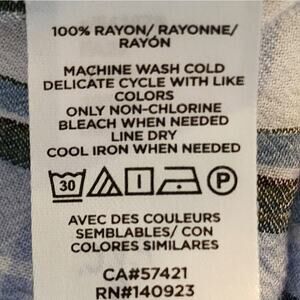 100% RAYON/ RAYONNE/
RAYÓN
MACHINE WASH COLD
DELICATE CYCLE WITH LIKE
COLORS
ONLY NON-CHLORINE
BLEACH WHEN NEEDED
LINE DRY
COOL IRON WHEN NEEDED
30 P
AVEC DES COULEURS
SEMBLABLES/ CON
COLORES SIMILARES
CA#57421
RN#140923